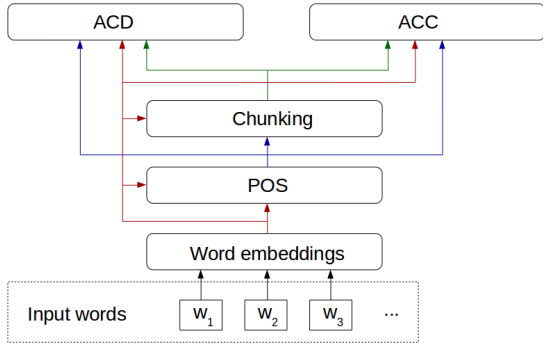 ACD ACC
Chunking
POS
Word embeddings
Input words w1 w2 w3 ...